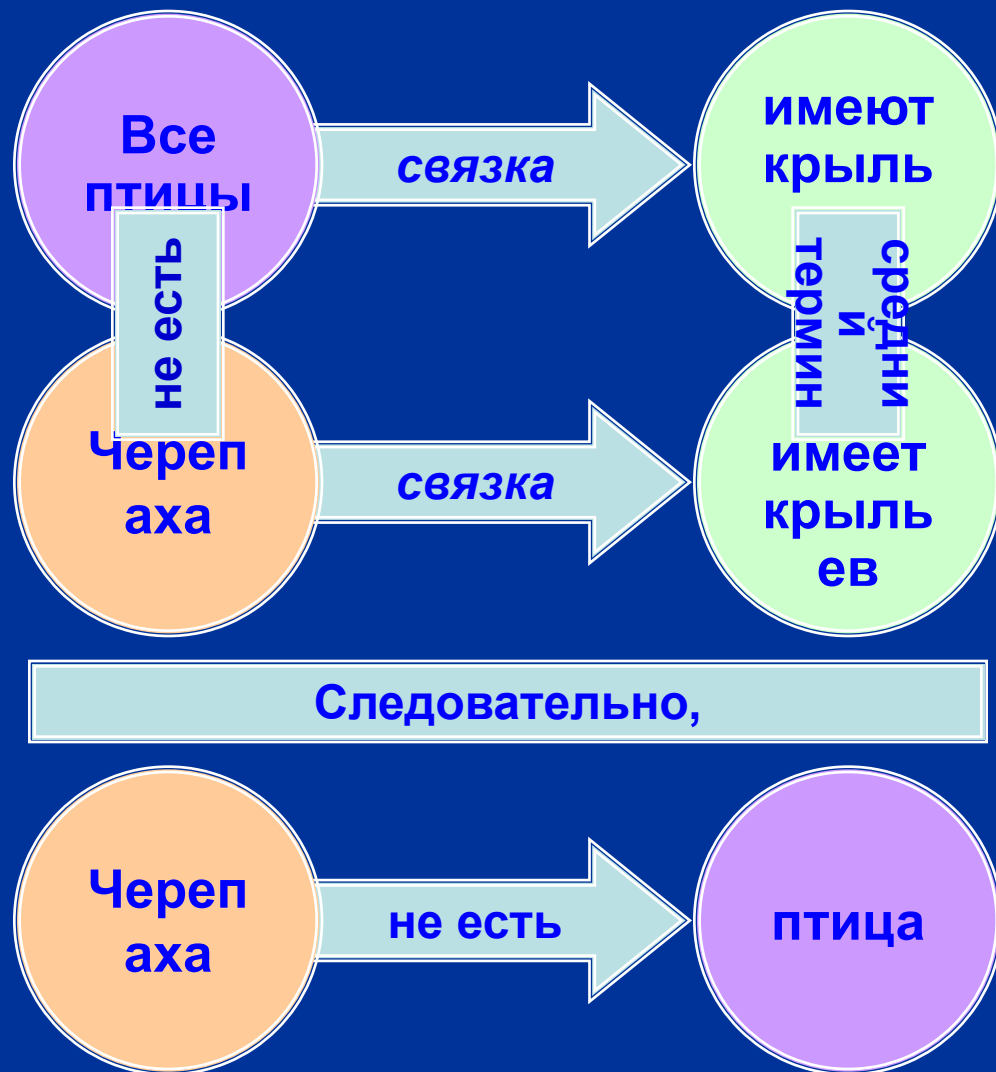 Все
птицы
связка
имеют
крыль
не есть
средни
й
термин
Череп
аха
связка
имеет
крыль
ев
Следовательно,
Череп
аха
не есть
птица